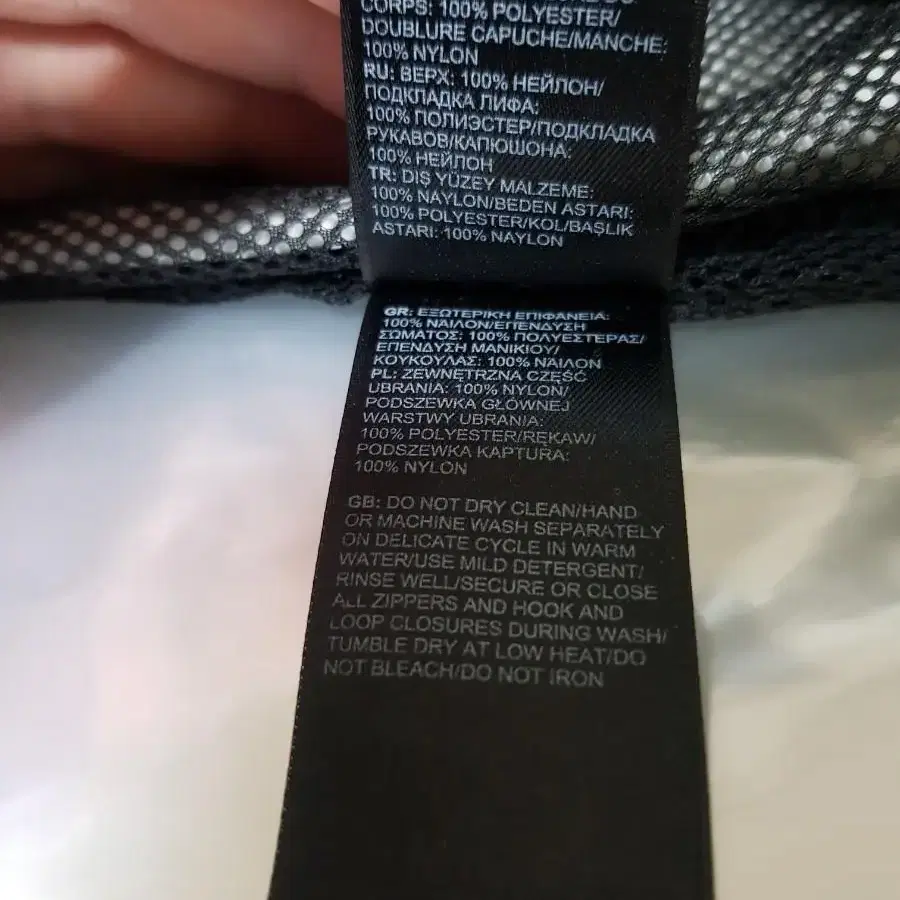 CORPS: 100% POLYESTER/
DOUBLURE CAPUCHE/MANCHE:
100% NYLON
RU: ВЕРХ: 100% НЕЙЛОН/
ПОДКЛАДКА ЛИФА:
100% ПОЛИЭСТЕР/ПОДКЛАДКА
РУКАВОВ/КАПЮШОНА:
100% НЕЙЛОН
TR: DIŞ YÜZEY MALZEME:
100% NAYLON/BEDEN ASTARI:
100% POLYESTER/KOL/BAŞLIK
ASTARI: 100% NAYLON
GR: ΕΞΩΤΕΡΙΚΗ ΕΠΙΦΑΝΕΙΑ:
100% ΝΑΙΛΟΝ/ΕΠΕΝΔΥΣΗ
ΣΩΜΑΤΟΣ: 100% ΠΟΛΥΕΣΤΕΡΑΣ/
ΕΠΕΝΔΥΣΗ ΜΑΝΙΚΙΟΥ/
ΚΟΥΚΟΥΛΑΣ: 100% ΝΑΙΛΟΝ
PL: ZEWNĘTRZNA CZĘŚĆ
UBRANIA: 100% NYLON/
PODSZEWKA GŁÓWNEJ
WARSTWY UBRANIA:
100% POLYESTER/RĘKAW/
PODSZEWKA KAPTURA:
100% NYLON
GB: DO NOT DRY CLEAN/HAND
OR MACHINE WASH SEPARATELY
ON DELICATE CYCLE IN WARM
WATER/USE MILD DETERGENT/
RINSE WELL/SECURE OR CLOSE
ALL ZIPPERS AND HOOK AND
LOOP CLOSURES DURING WASH/
TUMBLE DRY AT LOW HEAT/DO
NOT BLEACH/DO NOT IRON